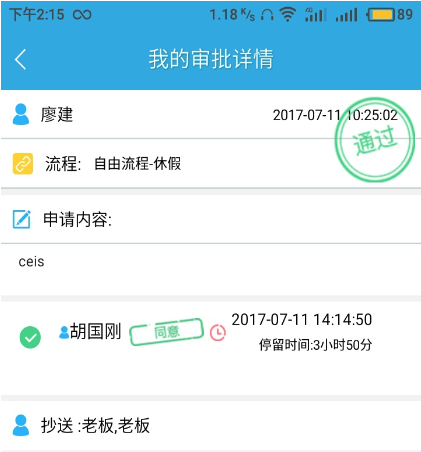 下午2:15 1.18 K/s 4G 89
我的审批详情
廖建 2017-07-11 10:25:02
通过
流程: 自由流程-休假
申请内容:
ceis
胡国刚 同意 2017-07-11 14:14:50
停留时间:3小时50分
抄送 :老板,老板